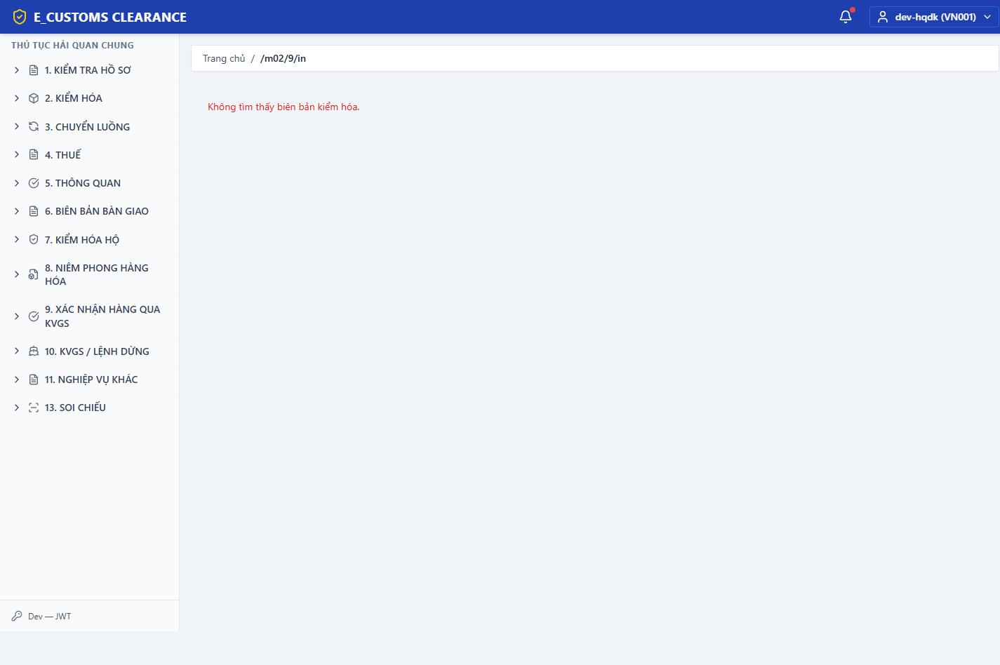 E_CUSTOMS CLEARANCE
dev-hqdk (VN001)
THỦ TỤC HẢI QUAN CHUNG
1. KIỂM TRA HỒ SƠ
2. KIỂM HÓA
3. CHUYỂN LUỒNG
4. THUẾ
5. THÔNG QUAN
6. BIÊN BẢN BÀN GIAO
7. KIỂM HÓA HỘ
8. NIÊM PHONG HÀNG
HÓA
9. XÁC NHẬN HÀNG QUA
KVGS
10. KVGS / LỆNH DỪNG
11. NGHIỆP VỤ KHÁC
13. SOI CHIẾU
Dev — JWT
Trang chủ / /m02/9/in
Không tìm thấy biên bản kiểm hóa.